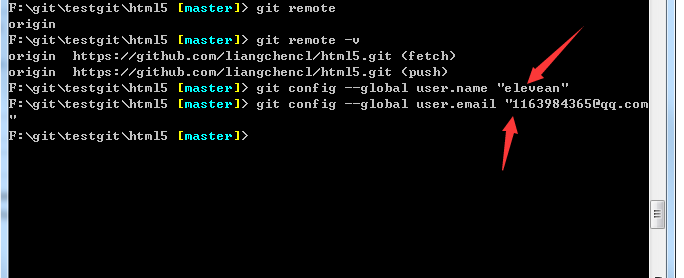 F:\git\testgit\html5 [master]> git remote
origin
F:\git\testgit\html5 [master]> git remote -v
origin  https://github.com/liangchencl/html5.git (fetch)
origin  https://github.com/liangchencl/html5.git (push)
F:\git\testgit\html5 [master]> git config --global user.name "elevean"
F:\git\testgit\html5 [master]> git config --global user.email "1163984365@qq.com
"
F:\git\testgit\html5 [master]>